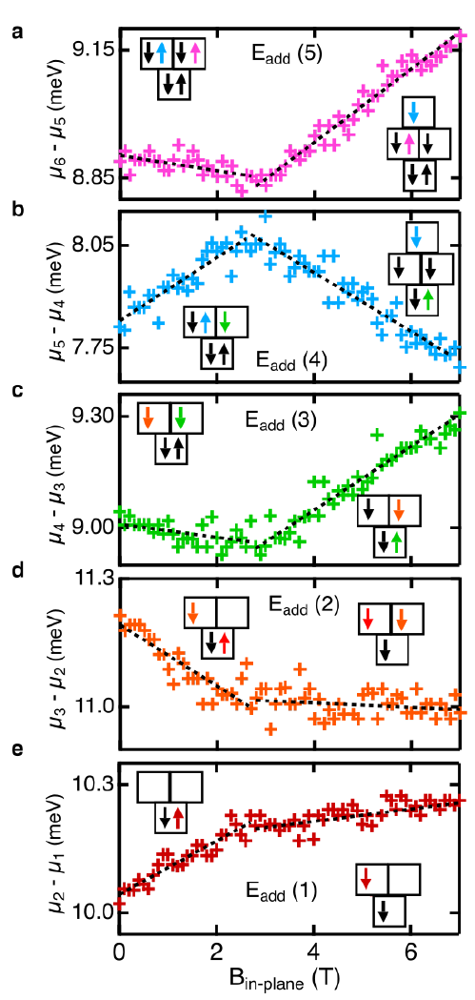 a
9.15
E_add (5)
μ₆ - μ₅ (meV)
8.85
b
8.05
μ₅ - μ₄ (meV)
7.75
E_add (4)
c
9.30
E_add (3)
μ₄ - μ₃ (meV)
9.00
d
11.3
E_add (2)
μ₃ - μ₂ (meV)
11.0
e
10.3
μ₂ - μ₁ (meV)
E_add (1)
10.0
0 2 4 6
B_in-plane (T)